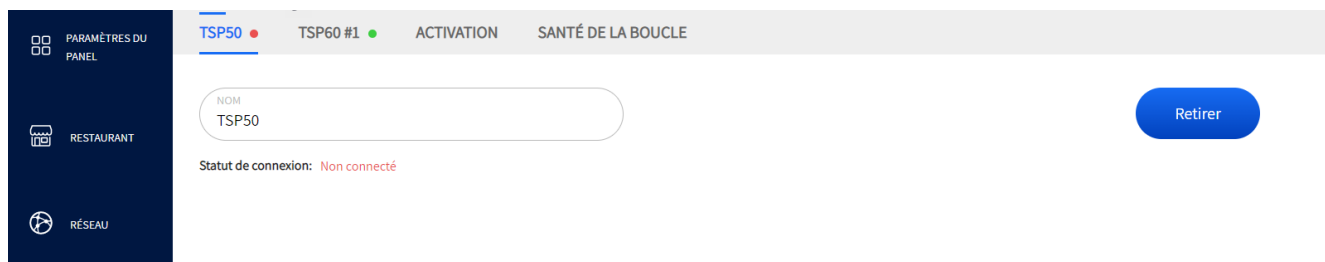 PARAMÈTRES DU
PANEL
RESTAURANT
RÉSEAU
TSP50 TSP60 #1 ACTIVATION SANTÉ DE LA BOUCLE
NOM
TSP50
Retirer
Statut de connexion: Non connecté